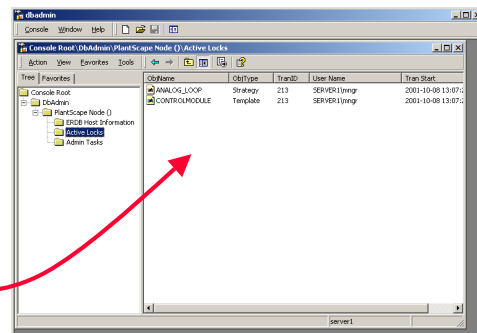 dbadmin
Console Window Help
Console Root\DbAdmin\PlantScape Node ()\Active Locks
Action View Favorites Tools
Tree Favorites
ObjName ObjType TranID User Name Tran Start
Console Root
DbAdmin
PlantScape Node ()
ERDB Host Information
Active Locks
Admin Tasks
ANALOG_LOOP Strategy 213 SERVER1\mngr 2001-10-08 13:07:
CONTROLMODULE Template 213 SERVER1\mngr 2001-10-08 13:07:
server1